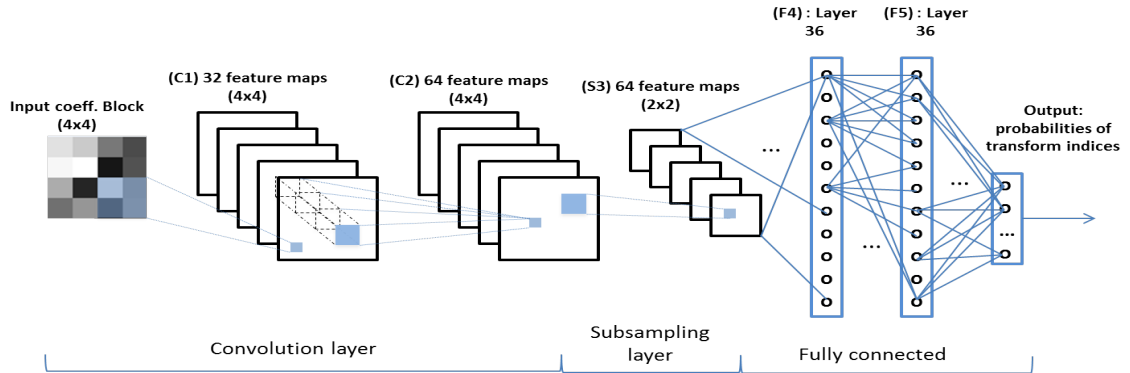 (F4) : Layer
36
(F5) : Layer
36
(C1) 32 feature maps
(4x4)
(C2) 64 feature maps
(4x4)
(S3) 64 feature maps
(2x2)
Input coeff. Block
(4x4)
Output:
probabilities of
transform indices
...
...
...
...
Convolution layer
Subsampling
layer
Fully connected